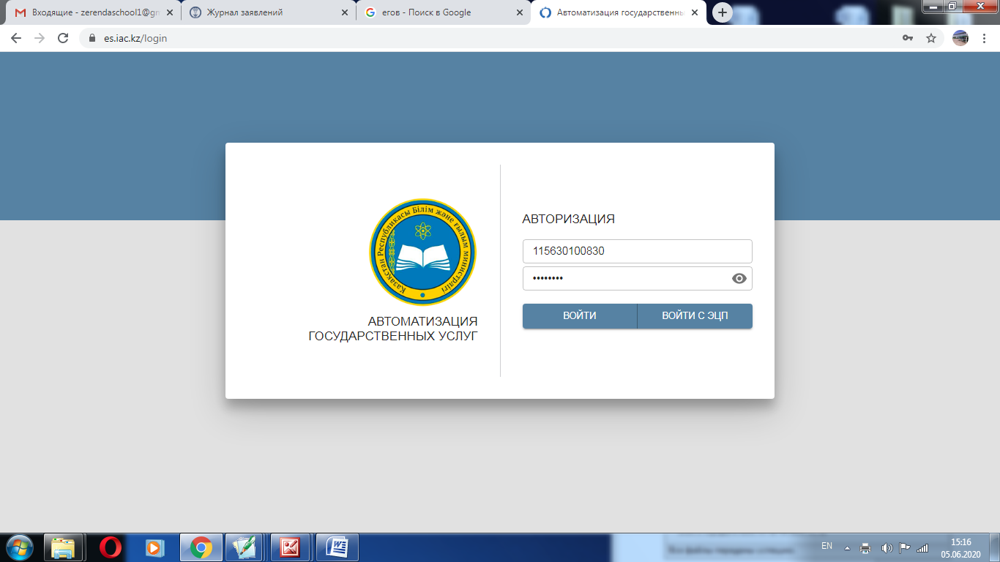 Входящие - zerendaschool1@gm
Журнал заявлений
егов - Поиск в Google
Автоматизация государственны
es.iac.kz/login
Қазақстан Республикасы Білім және ғылым министрлігі
АВТОМАТИЗАЦИЯ
ГОСУДАРСТВЕННЫХ УСЛУГ
АВТОРИЗАЦИЯ
115630100830
••••••••
ВОЙТИ
ВОЙТИ С ЭЦП
EN
15:16
05.06.2020